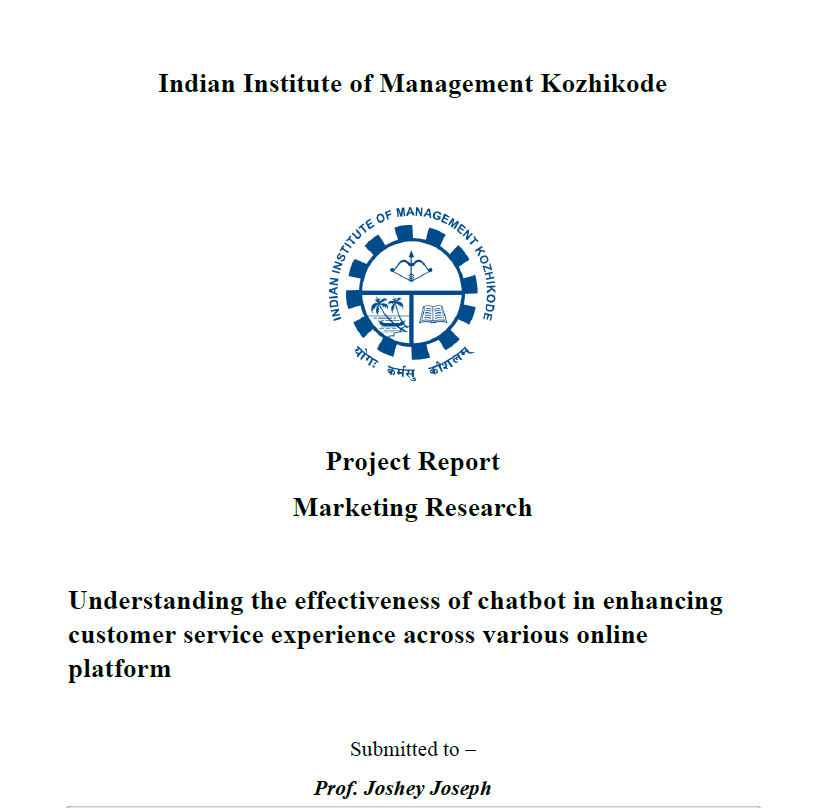 Indian Institute of Management Kozhikode
INDIAN INSTITUTE OF MANAGEMENT KOZHIKODE
योगः कर्मसु कौशलम्
Project Report
Marketing Research
Understanding the effectiveness of chatbot in enhancing
customer service experience across various online
platform
Submitted to –
Prof. Joshey Joseph